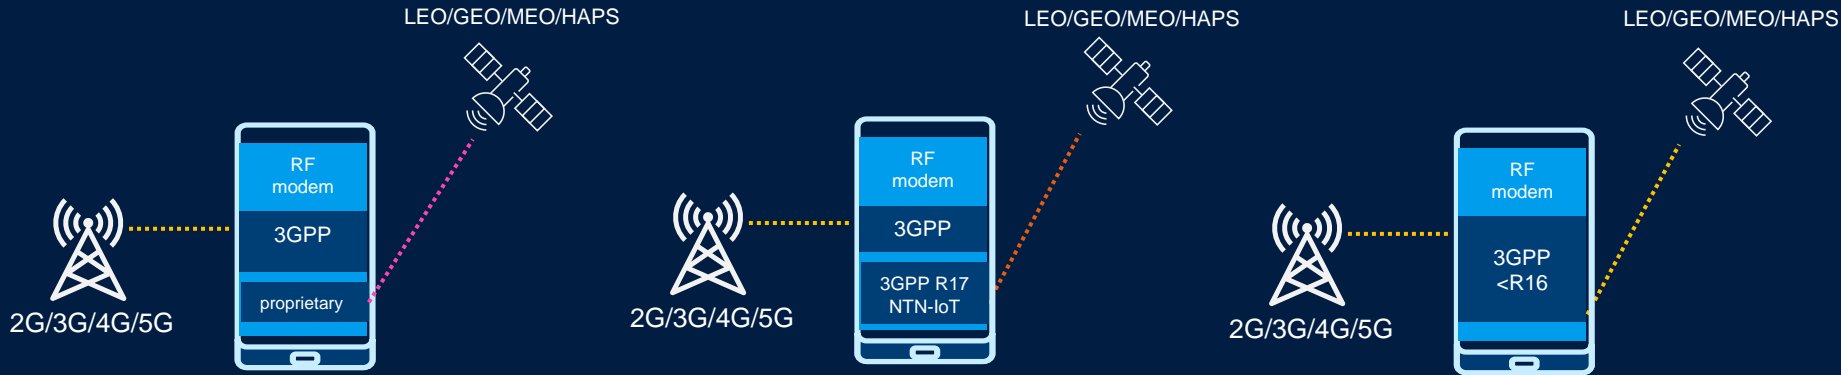 LEO/GEO/MEO/HAPS
RF
modem
3GPP
proprietary
2G/3G/4G/5G
LEO/GEO/MEO/HAPS
RF
modem
3GPP
3GPP R17
NTN-IoT
2G/3G/4G/5G
LEO/GEO/MEO/HAPS
RF
modem
3GPP
<R16
2G/3G/4G/5G